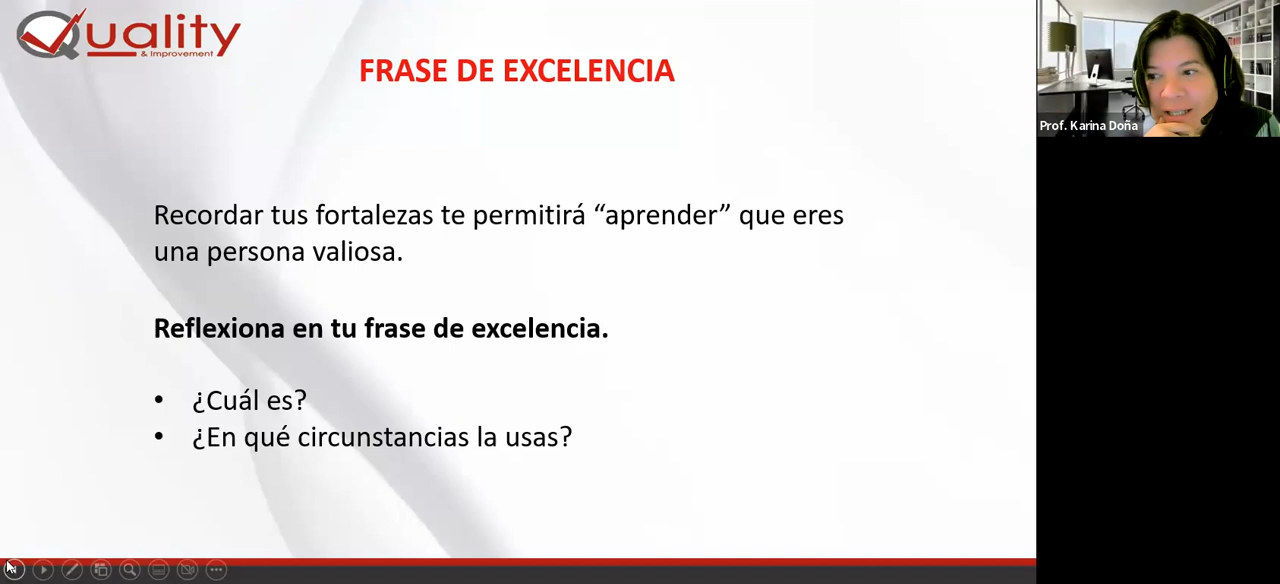 Quality
& Improvement
FRASE DE EXCELENCIA
Prof. Karina Doña
Recordar tus fortalezas te permitirá “aprender” que eres
una persona valiosa.
Reflexiona en tu frase de excelencia.
• ¿Cuál es?
• ¿En qué circunstancias la usas?